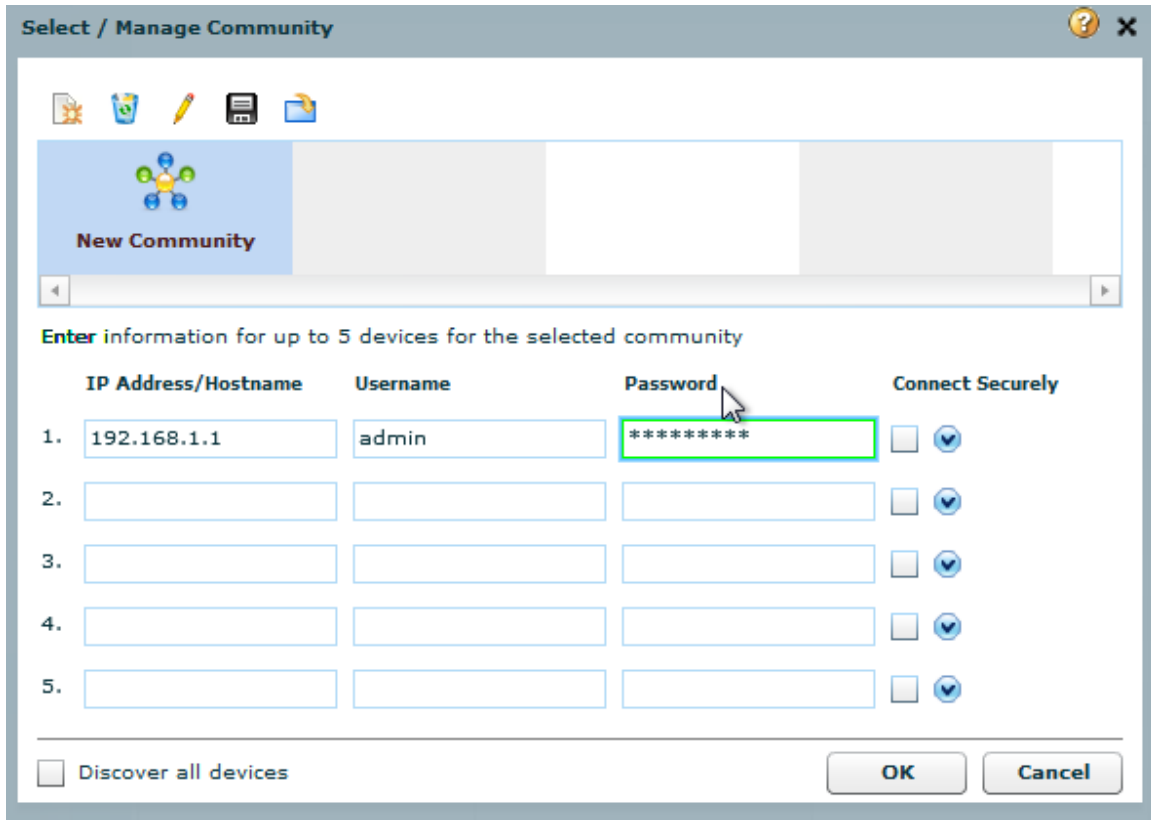 Select / Manage Community
New Community
Enter information for up to 5 devices for the selected community
IP Address/Hostname Username Password Connect Securely
1. 192.168.1.1 admin *********
2.
3.
4.
5.
Discover all devices OK Cancel